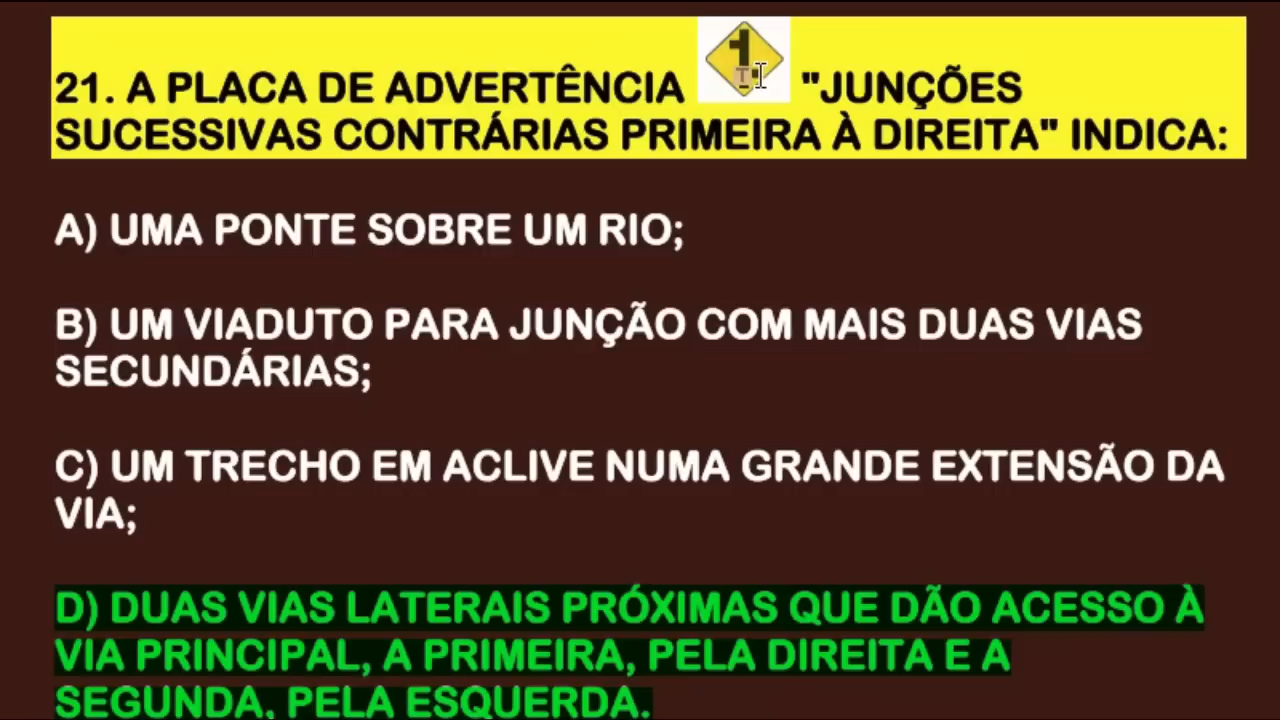 21. A PLACA DE ADVERTÊNCIA "JUNÇÕES
SUCESSIVAS CONTRÁRIAS PRIMEIRA À DIREITA" INDICA:
A) UMA PONTE SOBRE UM RIO;
B) UM VIADUTO PARA JUNÇÃO COM MAIS DUAS VIAS
SECUNDÁRIAS;
C) UM TRECHO EM ACLIVE NUMA GRANDE EXTENSÃO DA
VIA;
D) DUAS VIAS LATERAIS PRÓXIMAS QUE DÃO ACESSO À
VIA PRINCIPAL, A PRIMEIRA, PELA DIREITA E A
SEGUNDA, PELA ESQUERDA.